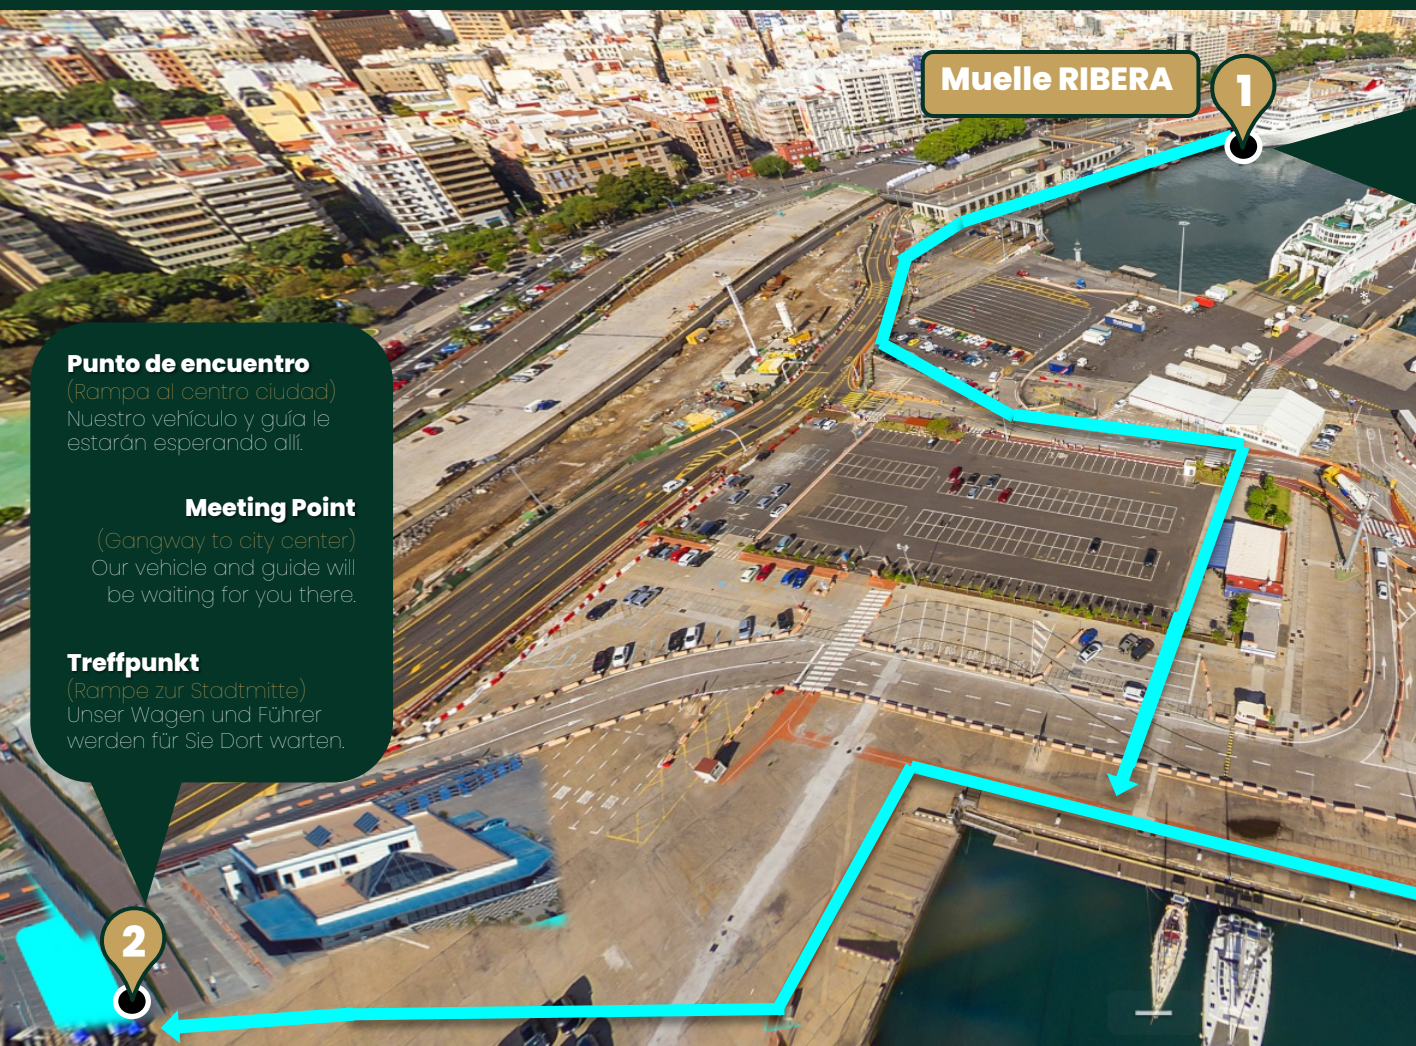 Muelle RIBERA
1
Punto de encuentro
(Rampa al centro ciudad)
Nuestro vehículo y guía le
estarán esperando allí.
Meeting Point
(Gangway to city center)
Our vehicle and guide will
be waiting for you there.
Treffpunkt
(Rampe zur Stadtmitte)
Unser Wagen und Führer
werden für Sie Dort warten.
2